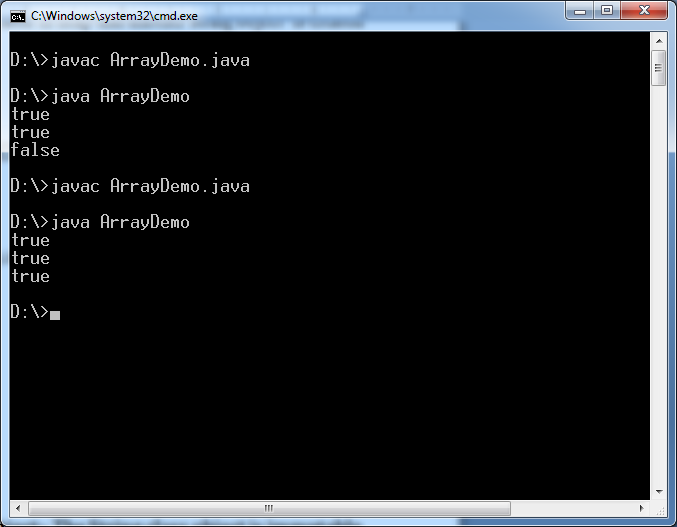 C:\Windows\system32\cmd.exe
D:\>javac ArrayDemo.java
D:\>java ArrayDemo
true
true
false
D:\>javac ArrayDemo.java
D:\>java ArrayDemo
true
true
true
D:\>